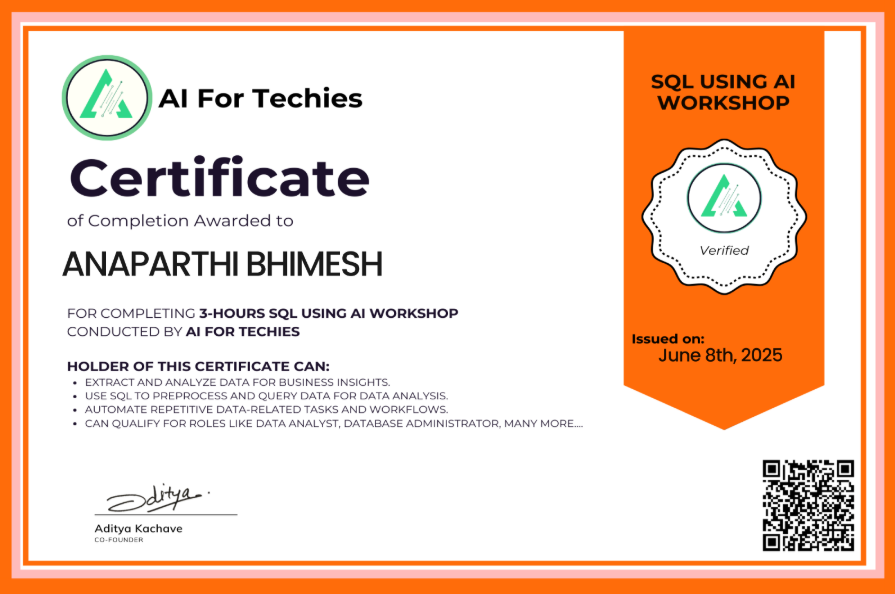 AI For Techies
Certificate
of Completion Awarded to
ANAPARTHI BHIMESH
FOR COMPLETING 3-HOURS SQL USING AI WORKSHOP
CONDUCTED BY AI FOR TECHIES
HOLDER OF THIS CERTIFICATE CAN:
• EXTRACT AND ANALYZE DATA FOR BUSINESS INSIGHTS.
• USE SQL TO PREPROCESS AND QUERY DATA FOR DATA ANALYSIS.
• AUTOMATE REPETITIVE DATA-RELATED TASKS AND WORKFLOWS.
• CAN QUALIFY FOR ROLES LIKE DATA ANALYST, DATABASE ADMINISTRATOR, MANY MORE....
Aditya.
Aditya Kachave
CO-FOUNDER
SQL USING AI
WORKSHOP
Verified
Issued on:
June 8th, 2025